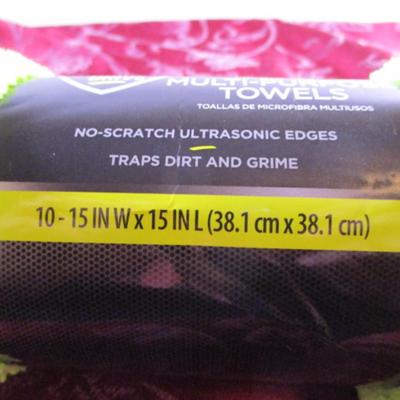 MULTI-PURPOSE
TOWELS
TOALLAS DE MICROFIBRA MULTIUSOS
NO-SCRATCH ULTRASONIC EDGES
TRAPS DIRT AND GRIME
10 - 15 IN W x 15 IN L (38.1 cm x 38.1 cm)